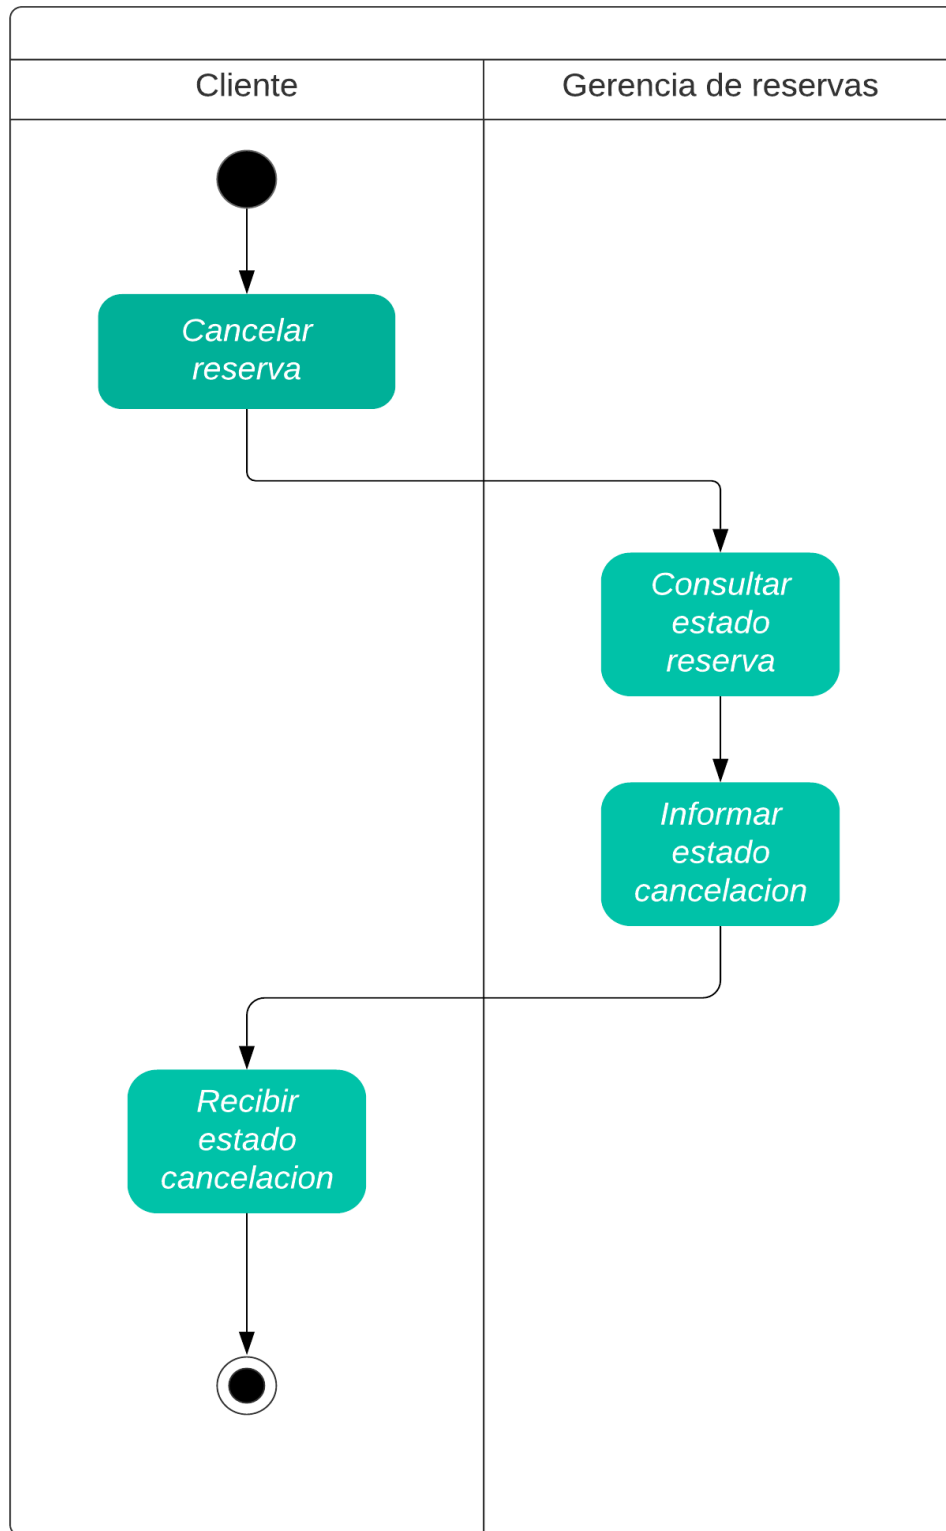 Cliente
Gerencia de reservas
Cancelar
reserva
Consultar
estado
reserva
Informar
estado
cancelacion
Recibir
estado
cancelacion